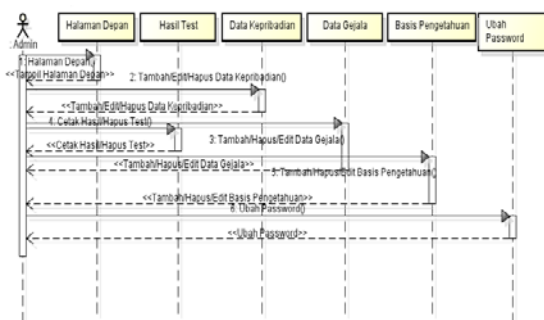 Halaman Depan
Hasil Test
Data Kepribadian
Data Gejala
Basis Pengetahuan
Ubah
Password
: Admin
1: Halaman Depan()
<<Tampil Halaman Depan>>
2: Tambah/Edit/Hapus Data Kepribadian()
<<Tambah/Edit/Hapus Data Kepribadian>>
4: Cetak Hasil/Hapus Test()
3: Tambah/Hapus/Edit Data Gejala()
<<Cetak Hasil/Hapus Test>>
<<Tambah/Hapus/Edit Data Gejala>>
5: Tambah/Hapus/Edit Basis Pengetahuan()
<<Tambah/Hapus/Edit Basis Pengetahuan>>
6: Ubah Password()
<<Ubah Password>>